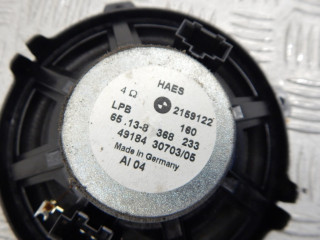 HAES
4 Ω 2159122
LPB 160
65.13-8 368 233
49184 30703/05
Made in Germany
AI 04